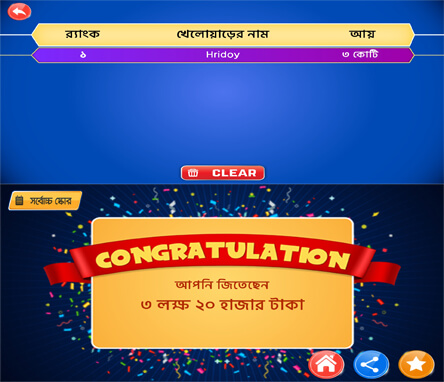 র‍্যাংক খেলোয়াড়ের নাম আয়
১ Hridoy ৩ কোটি
CLEAR
সর্বোচ্চ স্কোর
CONGRATULATION
আপনি জিতেছেন
৩ লক্ষ ২০ হাজার টাকা